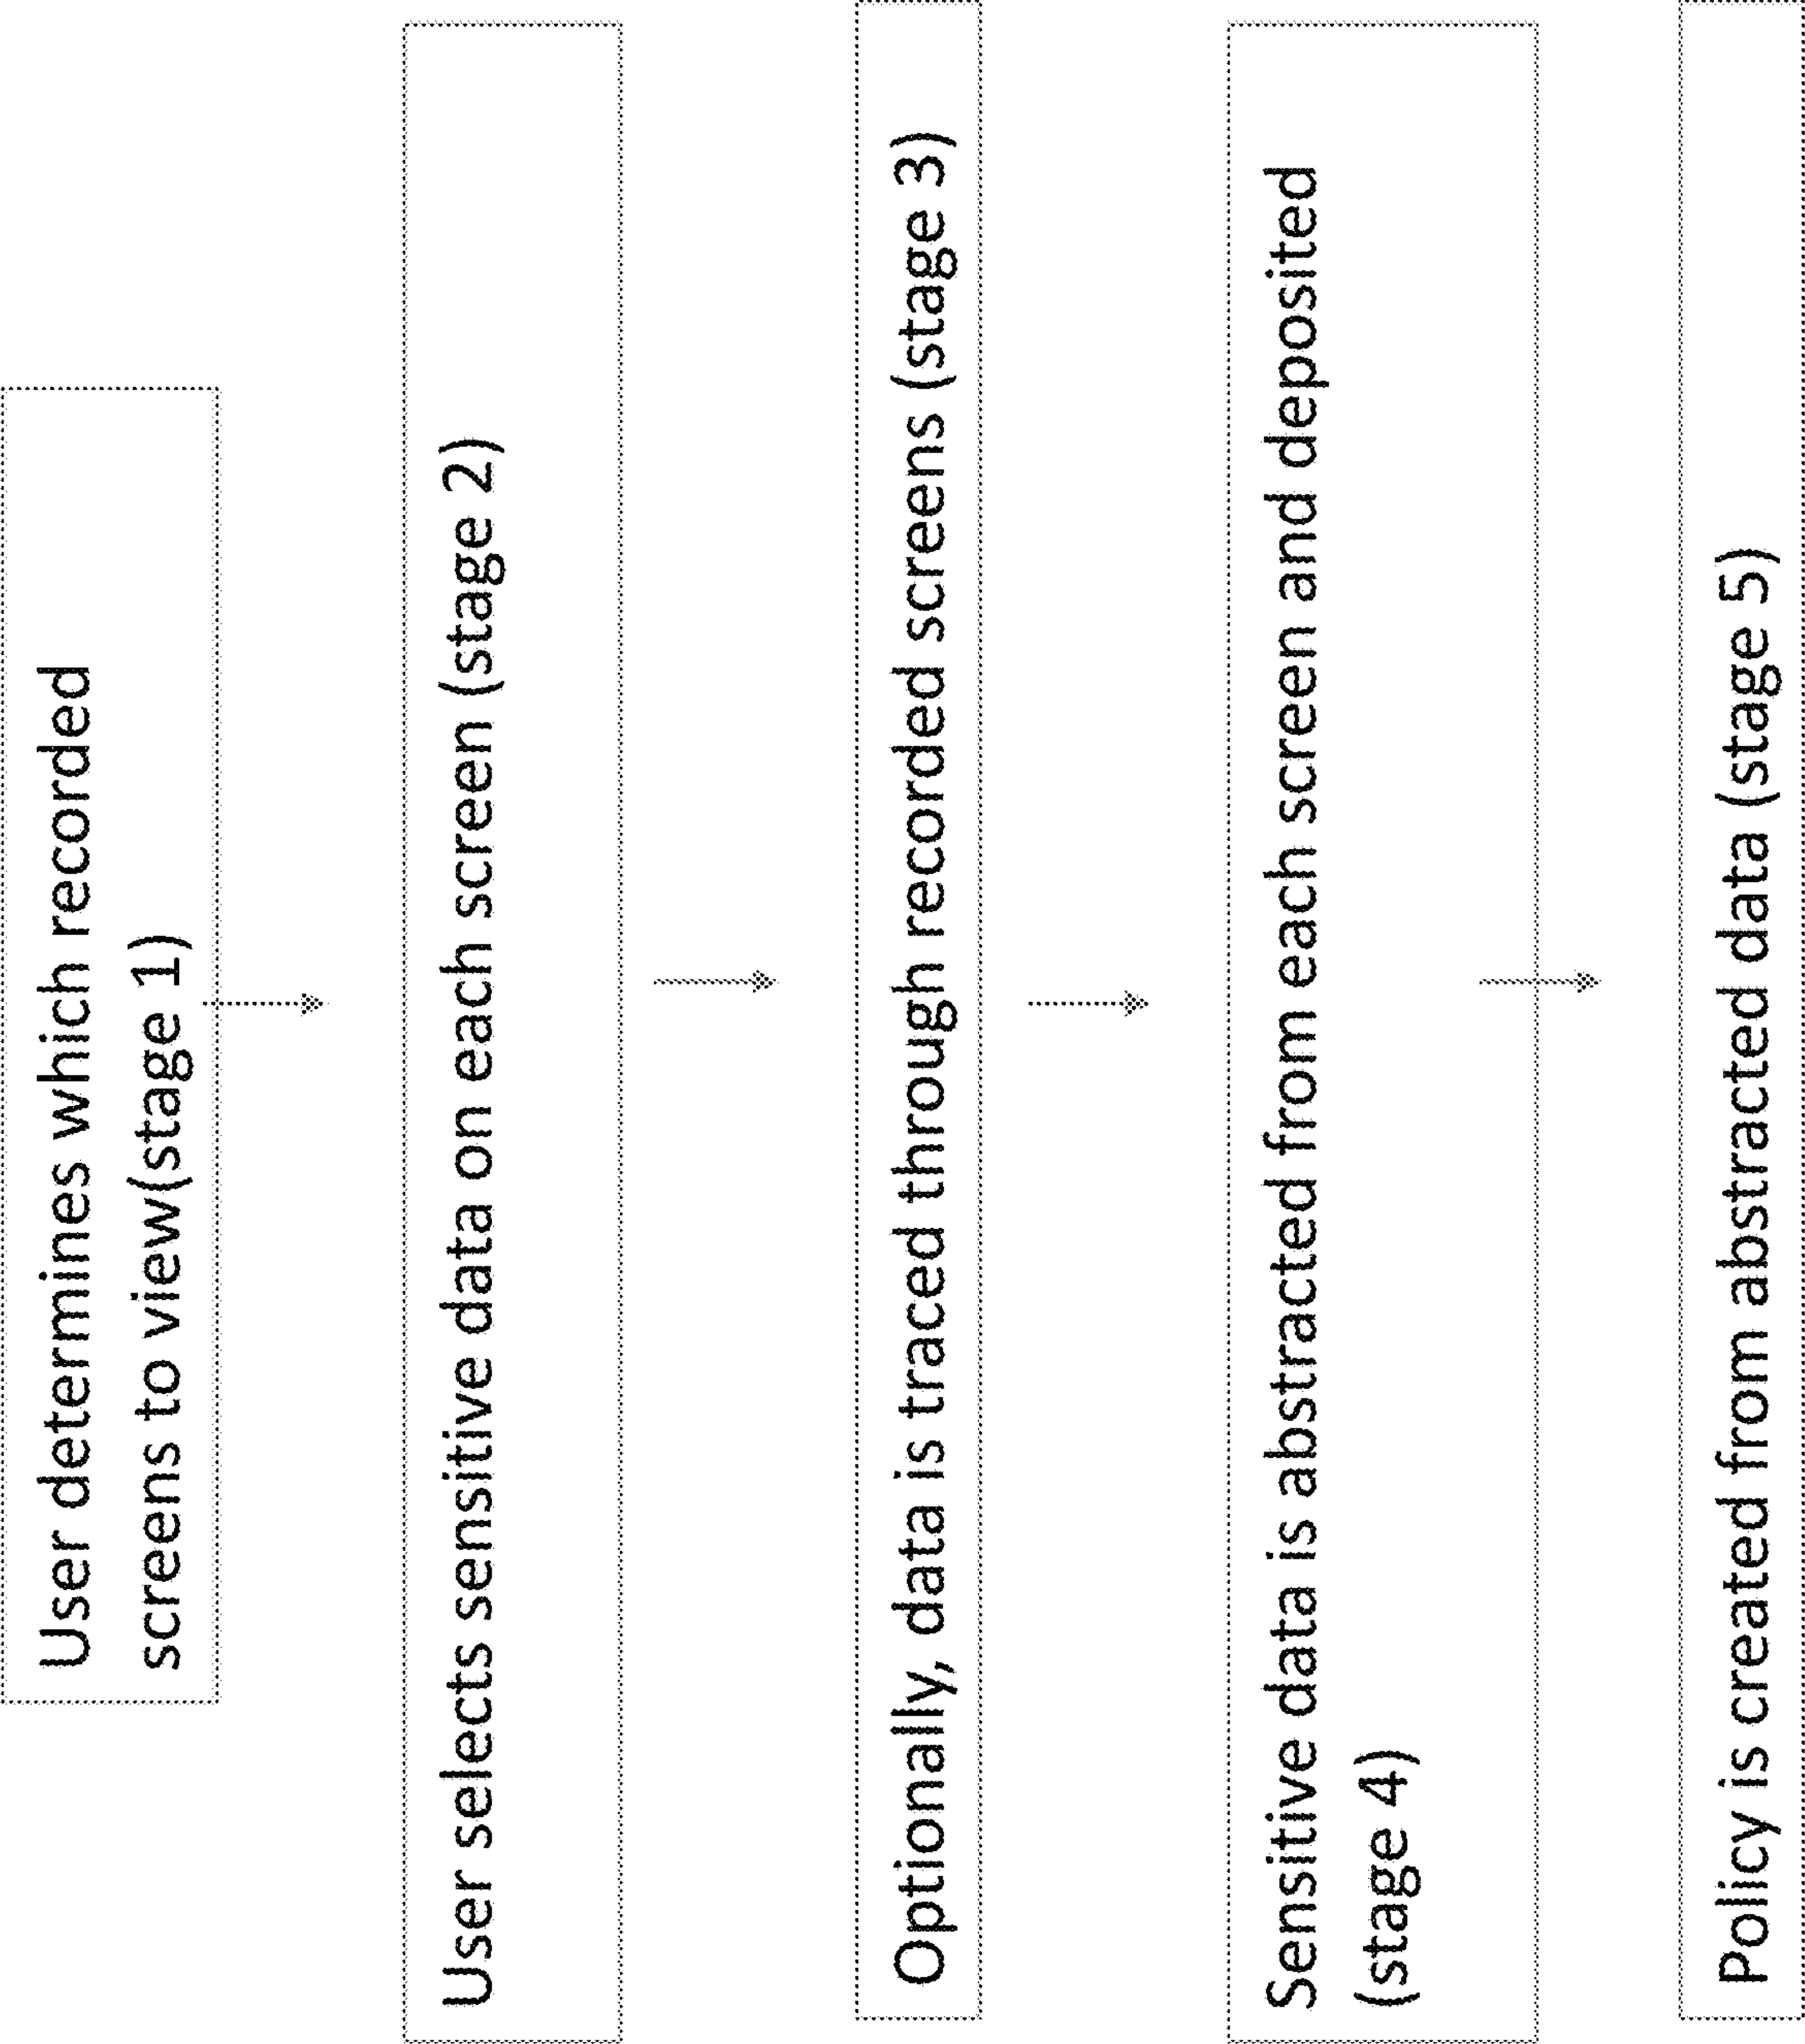 User determines which recorded
screens to view(stage 1)
User selects sensitive data on each screen (stage 2)
Optionally, data is traced through recorded screens (stage 3)
Sensitive data is abstracted from each screen and deposited
(stage 4)
Policy is created from abstracted data (stage 5)